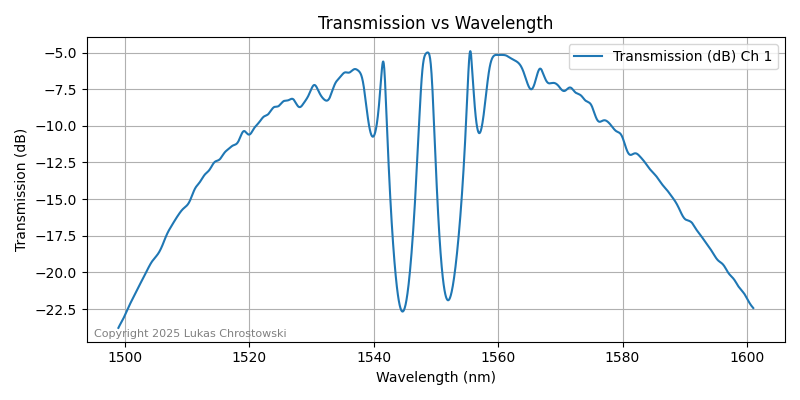 Transmission vs Wavelength
Transmission (dB) Ch 1
Transmission (dB)
−5.0
−7.5
−10.0
−12.5
−15.0
−17.5
−20.0
−22.5
Copyright 2025 Lukas Chrostowski
1500 1520 1540 1560 1580 1600
Wavelength (nm)